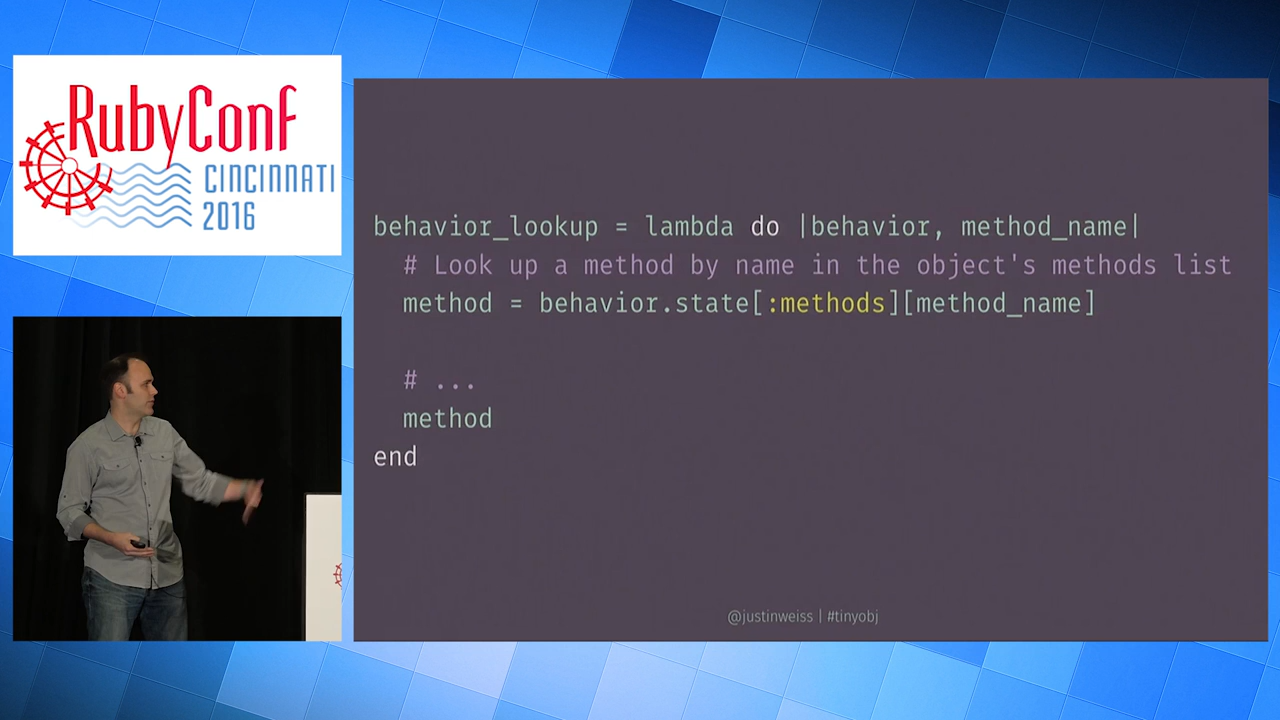 RubyConf
CINCINNATI
2016
behavior_lookup = lambda do |behavior, method_name|
  # Look up a method by name in the object's methods list
  method = behavior.state[:methods][method_name]
  # ...
  method
end
@justinweiss | #tinyobj